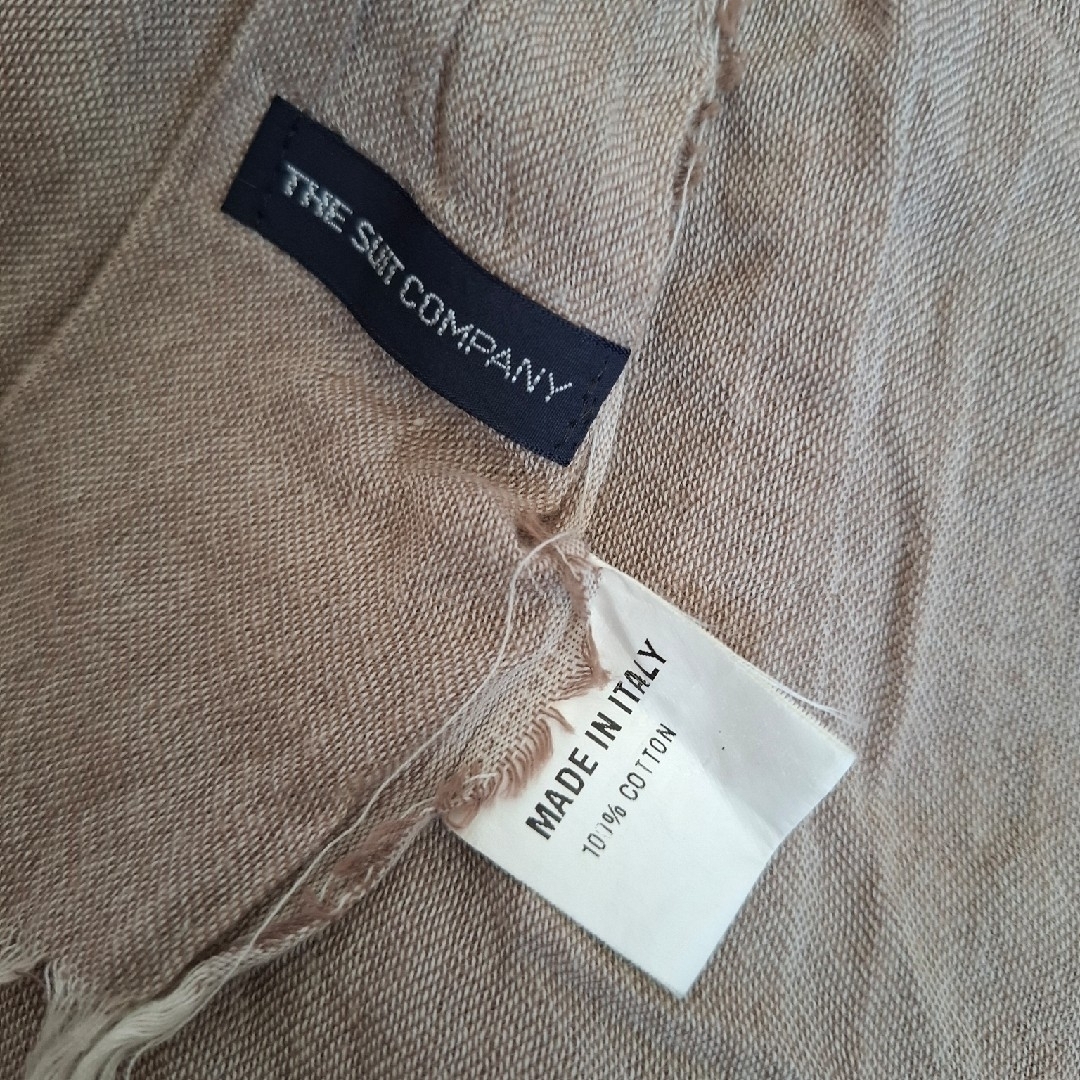 THE SUIT COMPANY
MADE IN ITALY
100% COTTON